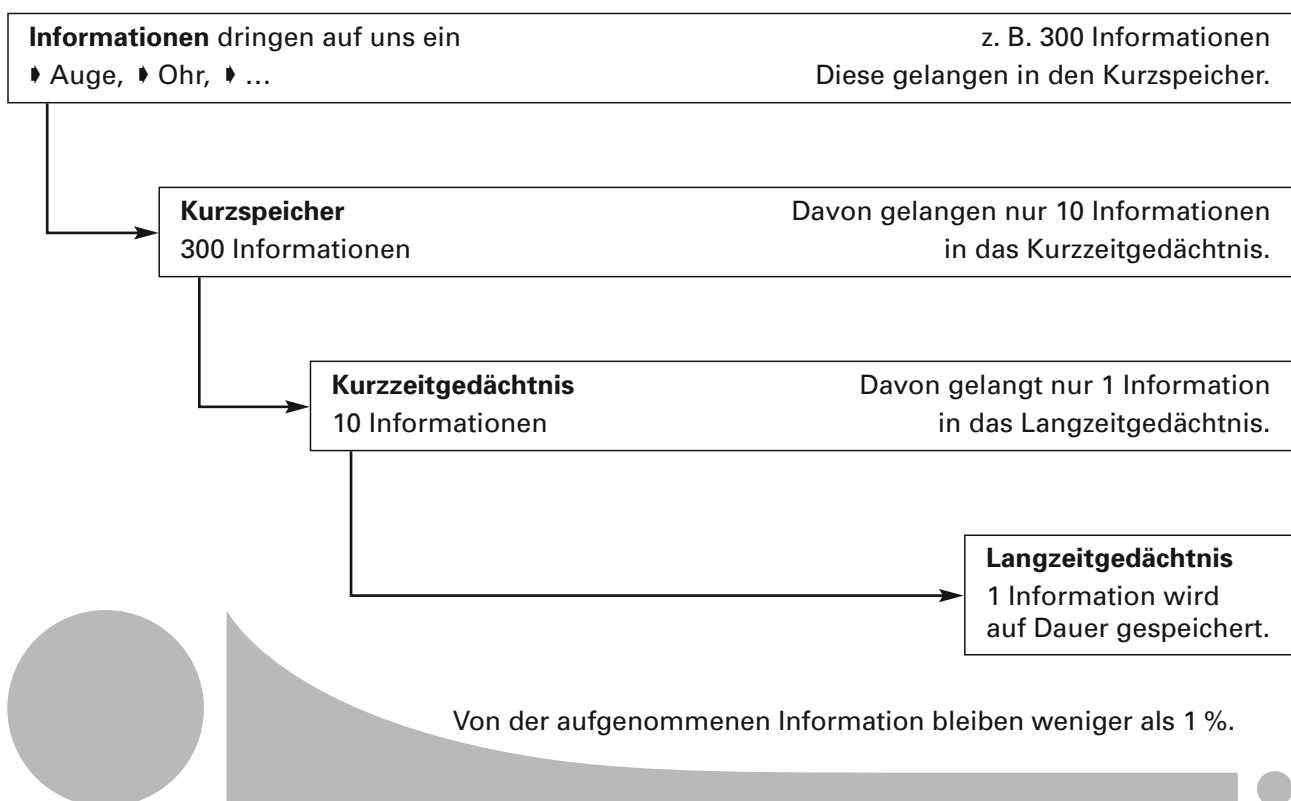 Informationen dringen auf uns ein
z. B. 300 Informationen
➧ Auge, ➧ Ohr, ➧ …
Diese gelangen in den Kurzspeicher.
Kurzspeicher
Davon gelangen nur 10 Informationen
300 Informationen
in das Kurzzeitgedächtnis.
Kurzzeitgedächtnis
Davon gelangt nur 1 Information
10 Informationen
in das Langzeitgedächtnis.
Langzeitgedächtnis
1 Information wird
auf Dauer gespeichert.
Von der aufgenommenen Information bleiben weniger als 1 %.